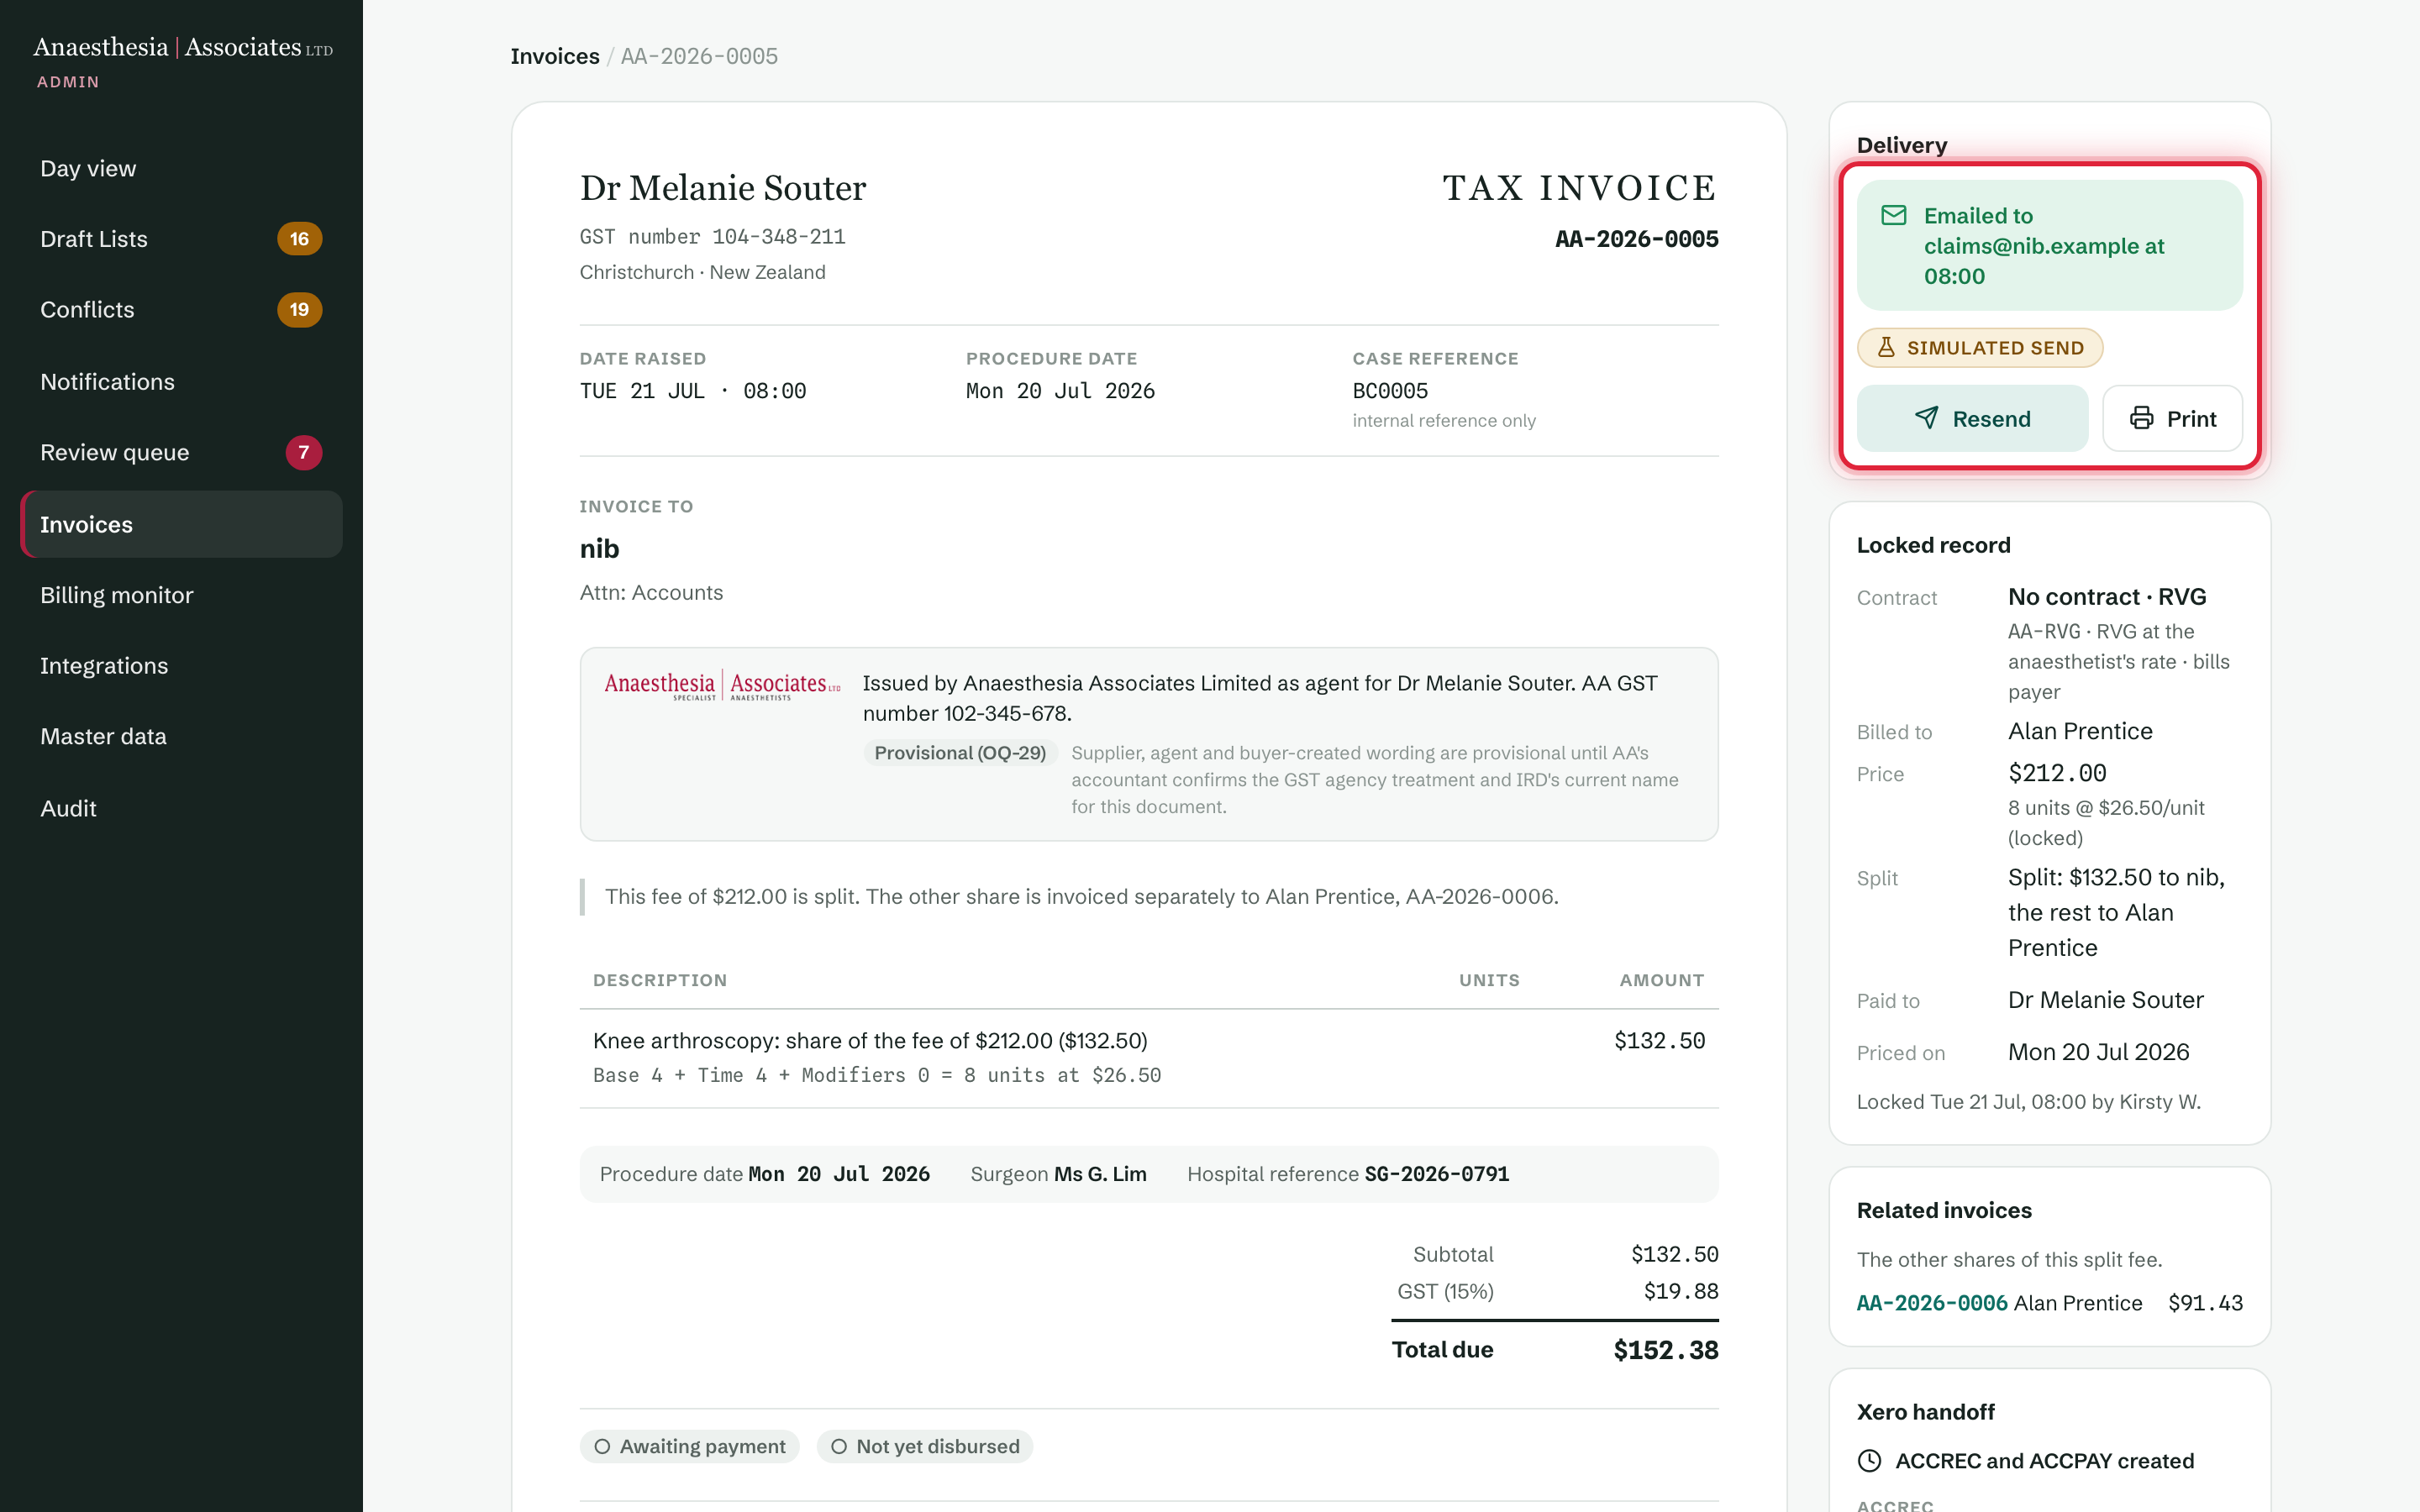 Anaesthesia | Associates LTD
ADMIN
Day view
Draft Lists 16
Conflicts 19
Notifications
Review queue 7
Invoices
Billing monitor
Integrations
Master data
Audit
Invoices / AA-2026-0005
Dr Melanie Souter
GST number 104-348-211
Christchurch · New Zealand
TAX INVOICE
AA-2026-0005
DATE RAISED
TUE 21 JUL · 08:00
PROCEDURE DATE
Mon 20 Jul 2026
CASE REFERENCE
BC0005
internal reference only
INVOICE TO
nib
Attn: Accounts
Anaesthesia | Associates LTD
SPECIALIST ANAESTHETISTS
Issued by Anaesthesia Associates Limited as agent for Dr Melanie Souter. AA GST
number 102-345-678.
Provisional (OQ-29)
Supplier, agent and buyer-created wording are provisional until AA's
accountant confirms the GST agency treatment and IRD's current name
for this document.
This fee of $212.00 is split. The other share is invoiced separately to Alan Prentice, AA-2026-0006.
DESCRIPTION UNITS AMOUNT
Knee arthroscopy: share of the fee of $212.00 ($132.50) $132.50
Base 4 + Time 4 + Modifiers 0 = 8 units at $26.50
Procedure date Mon 20 Jul 2026 Surgeon Ms G. Lim Hospital reference SG-2026-0791
Subtotal $132.50
GST (15%) $19.88
Total due $152.38
Awaiting payment Not yet disbursed
Delivery
Emailed to
claims@nib.example at
08:00
SIMULATED SEND
Resend Print
Locked record
Contract No contract · RVG
AA-RVG · RVG at the
anaesthetist's rate · bills
payer
Billed to Alan Prentice
Price $212.00
8 units @ $26.50/unit
(locked)
Split Split: $132.50 to nib,
the rest to Alan
Prentice
Paid to Dr Melanie Souter
Priced on Mon 20 Jul 2026
Locked Tue 21 Jul, 08:00 by Kirsty W.
Related invoices
The other shares of this split fee.
AA-2026-0006 Alan Prentice $91.43
Xero handoff
ACCREC and ACCPAY created
ACCREC